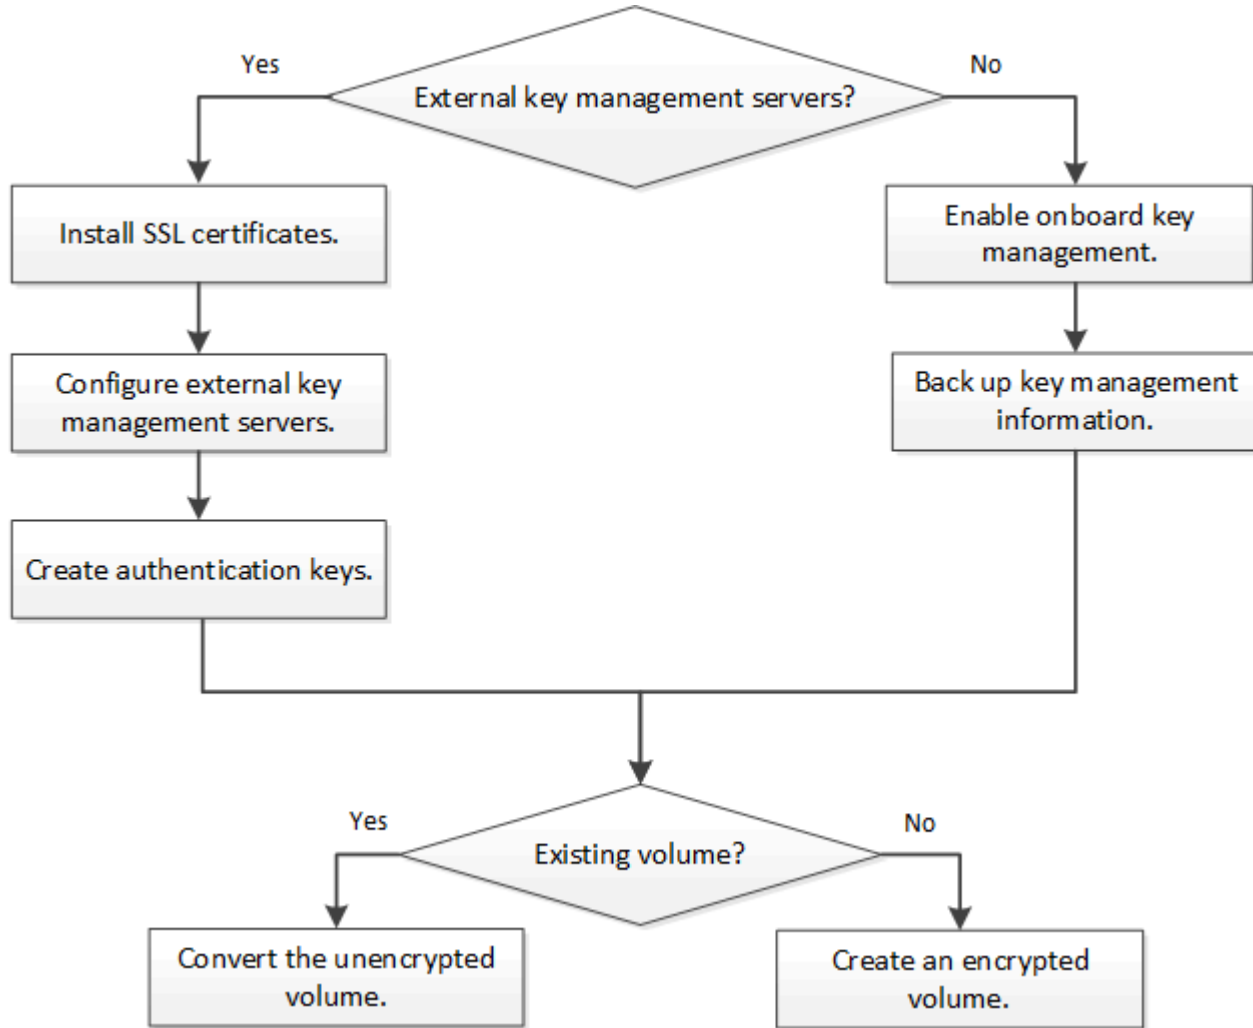 Yes
No
External key management servers?
Install SSL certificates.
Enable onboard key
management.
Configure external key
management servers.
Back up key management
information.
Create authentication keys.
Yes
No
Existing volume?
Convert the unencrypted
volume.
Create an encrypted
volume.